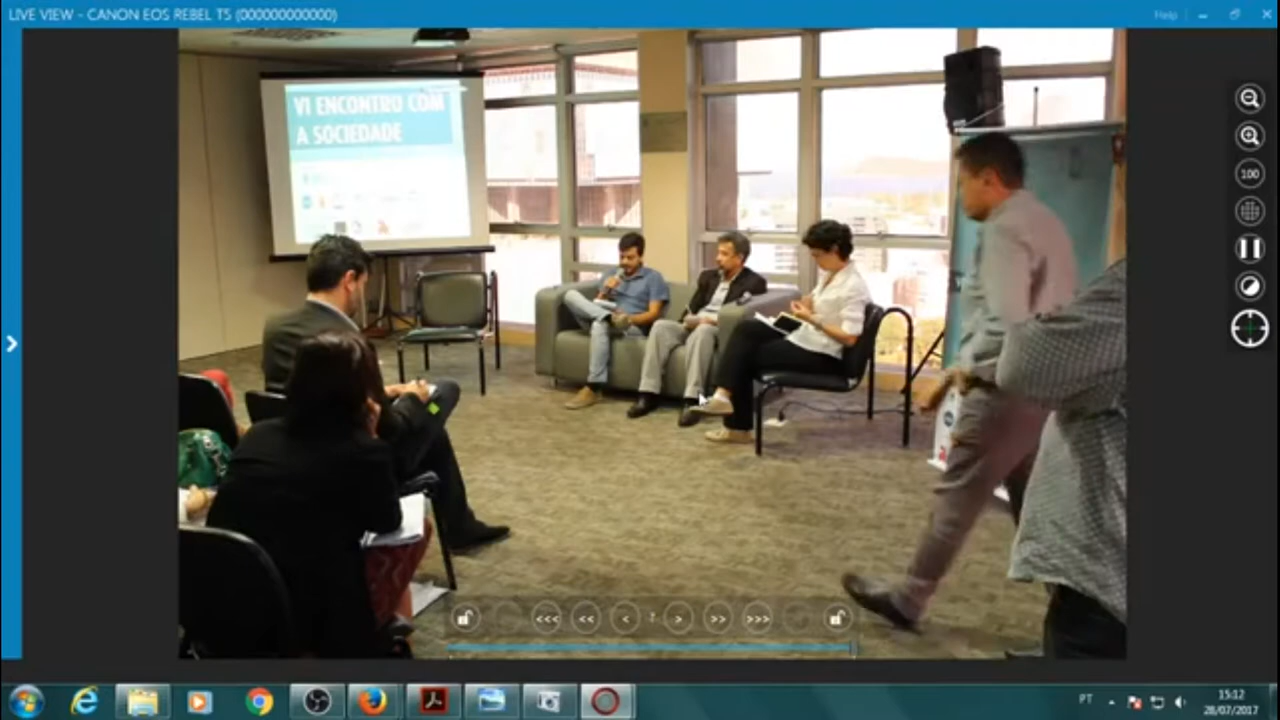 LIVE VIEW - CANON EOS REBEL T5 (000000000000)
Help
VI ENCONTRO COM
A SOCIEDADE
100
<<< << < ? > >> >>>
PT
15:12
28/07/2017